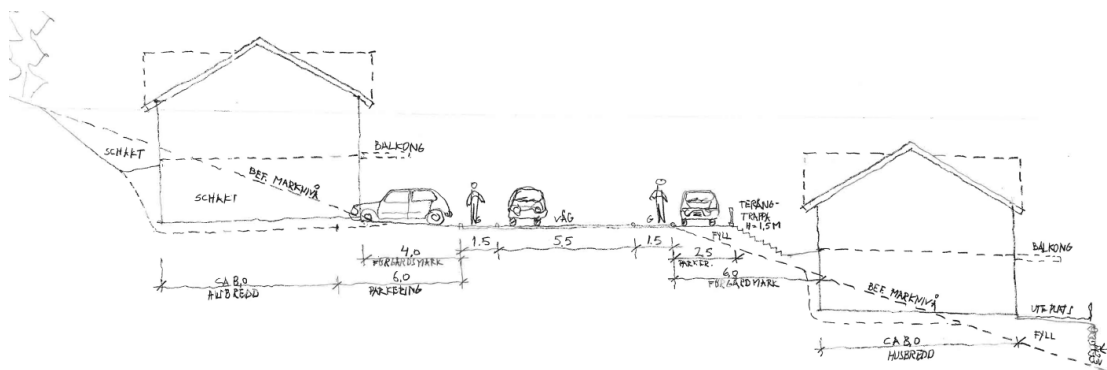 SCHAKT
BALKONG
BEF. MARKNIVÅ
SCHAKT
G
VÄG
G
TERÄNG-
TRAPPA
H=1,5M
FYLL
1.5
5.5
1.5
4,0
FÖRGÅRDSMARK
2,5
PARKER.
6,0
PARKERING
6,0
FÖRGÅRDMARK
CA 8,0
HUSBREDD
BALKONG
BEF. MARKNIVÅ
UTEPLATS
FYLL
CA 8,0
HUSBREDD